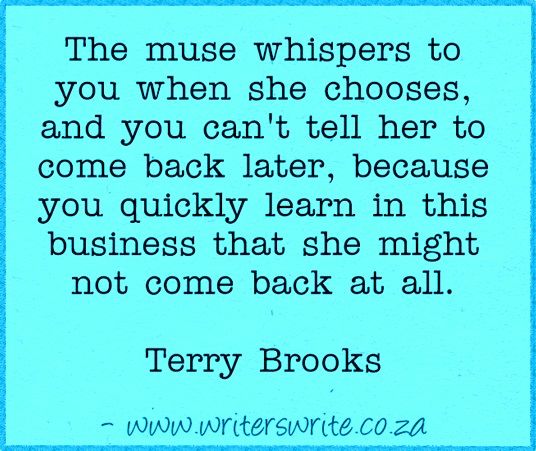 The muse whispers to
you when she chooses,
and you can't tell her to
come back later, because
you quickly learn in this
business that she might
not come back at all.
Terry Brooks
- www.writerswrite.co.za